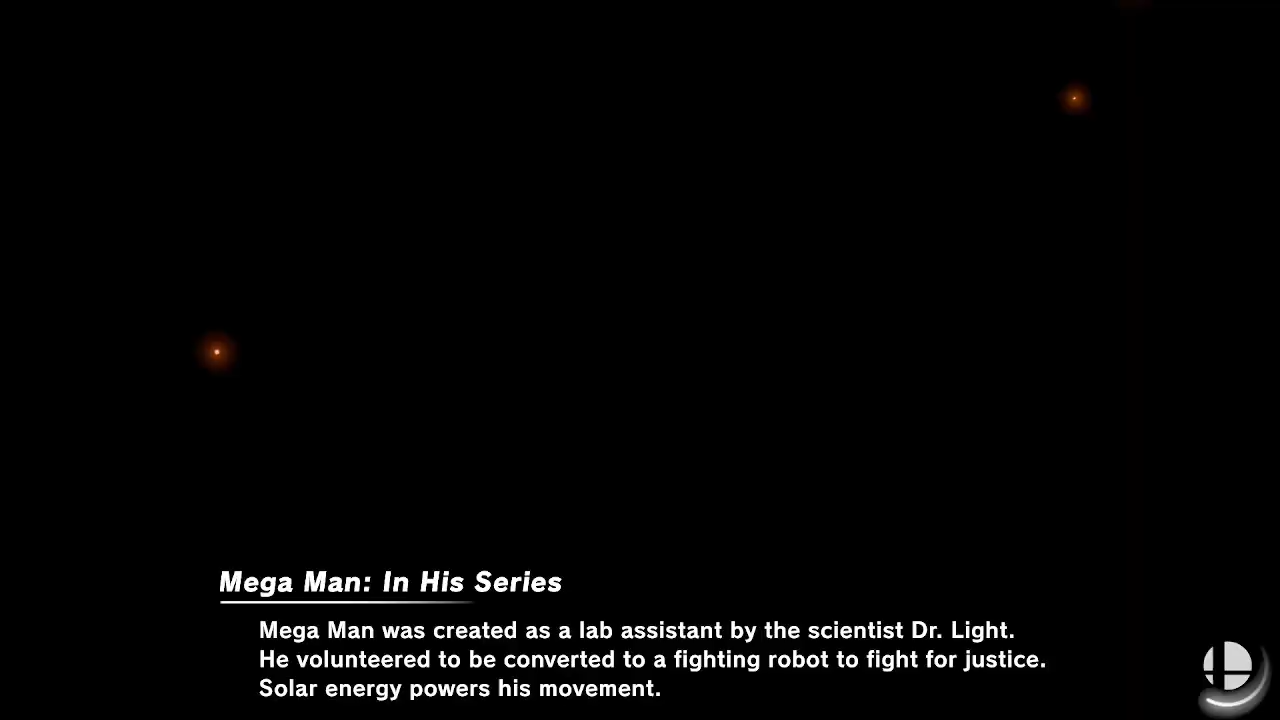 Mega Man: In His Series
Mega Man was created as a lab assistant by the scientist Dr. Light.
He volunteered to be converted to a fighting robot to fight for justice.
Solar energy powers his movement.